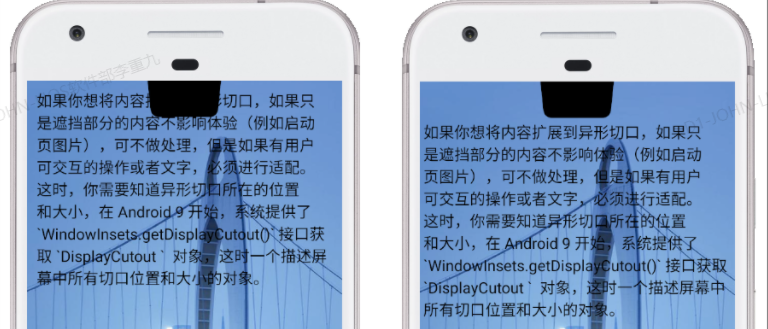 如果你想将内容扩 形切口，如果只
是遮挡部分的内容不影响体验（例如启动
页图片），可不做处理，但是如果有用户
可交互的操作或者文字，必须进行适配。
这时，你需要知道异形切口所在的位置
和大小，在 Android 9 开始，系统提供了
`WindowInsets.getDisplayCutout()` 接口获
取 `DisplayCutout ` 对象，这时一个描述屏
幕中所有切口位置和大小的对象。
如果你想将内容扩展到异形切口，如果只
是遮挡部分的内容不影响体验（例如启动
页图片），可不做处理，但是如果有用户
可交互的操作或者文字，必须进行适配。
这时，你需要知道异形切口所在的位置
和大小，在 Android 9 开始，系统提供了
`WindowInsets.getDisplayCutout()` 接口获取
`DisplayCutout ` 对象，这时一个描述屏幕中
所有切口位置和大小的对象。